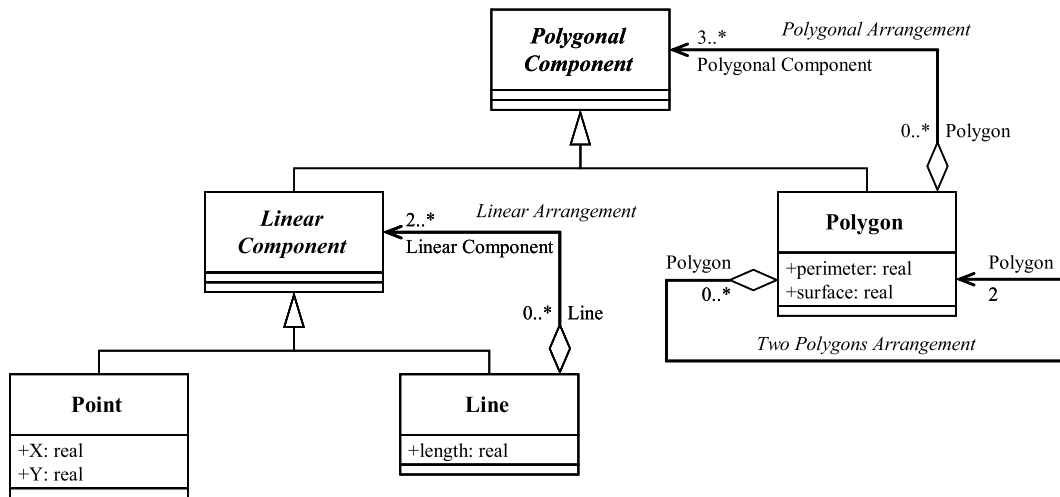 Polygonal
Component
Polygonal Arrangement
3..*
Polygonal Component
0..*
Polygon
Linear
Component
Linear Arrangement
2..*
Linear Component
0..*
Line
Polygon
+perimeter: real
+surface: real
Polygon
0..*
Polygon
2
Two Polygons Arrangement
Point
+X: real
+Y: real
Line
+length: real